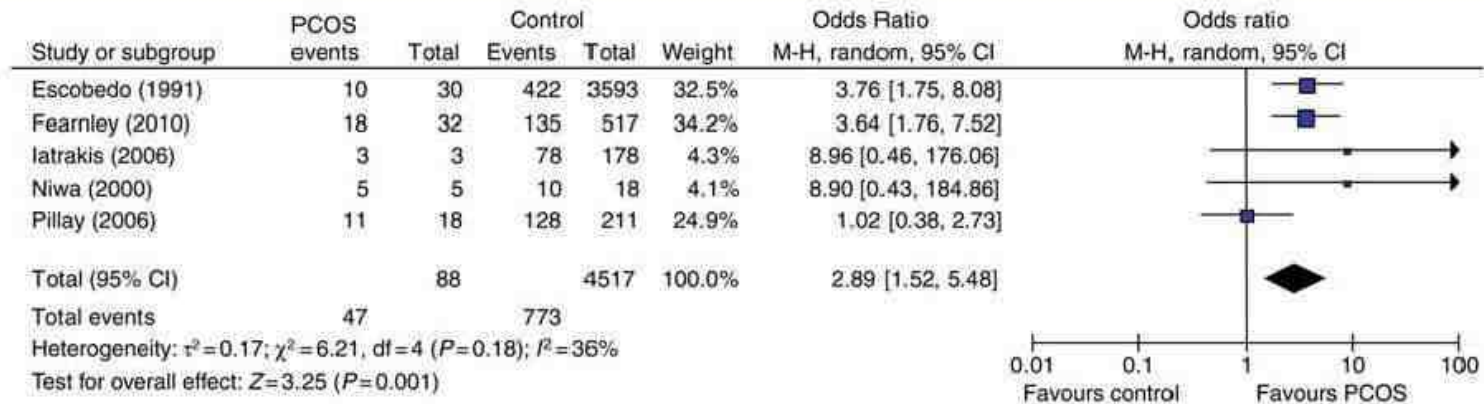 PCOS Control Odds Ratio Odds ratio
Study or subgroup events Total Events Total Weight M-H, random, 95% CI M-H, random, 95% CI
Escobedo (1991) 10 30 422 3593 32.5% 3.76 [1.75, 8.08]
Fearnley (2010) 18 32 135 517 34.2% 3.64 [1.76, 7.52]
Iatrakis (2006) 3 3 78 178 4.3% 8.96 [0.46, 176.06]
Niwa (2000) 5 5 10 18 4.1% 8.90 [0.43, 184.86]
Pillay (2006) 11 18 128 211 24.9% 1.02 [0.38, 2.73]
Total (95% CI) 88 4517 100.0% 2.89 [1.52, 5.48]
Total events 47 773
Heterogeneity: τ²=0.17; χ²=6.21, df=4 (P=0.18); I²=36%
Test for overall effect: Z=3.25 (P=0.001)
0.01 0.1 1 10 100
Favours control Favours PCOS